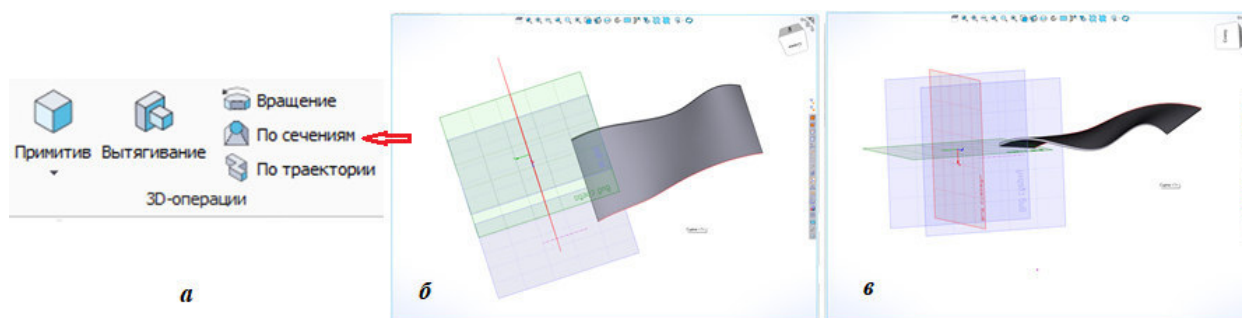 Примитив
Вытягивание
Вращение
По сечениям
По траектории
3D-операции
а
б
в